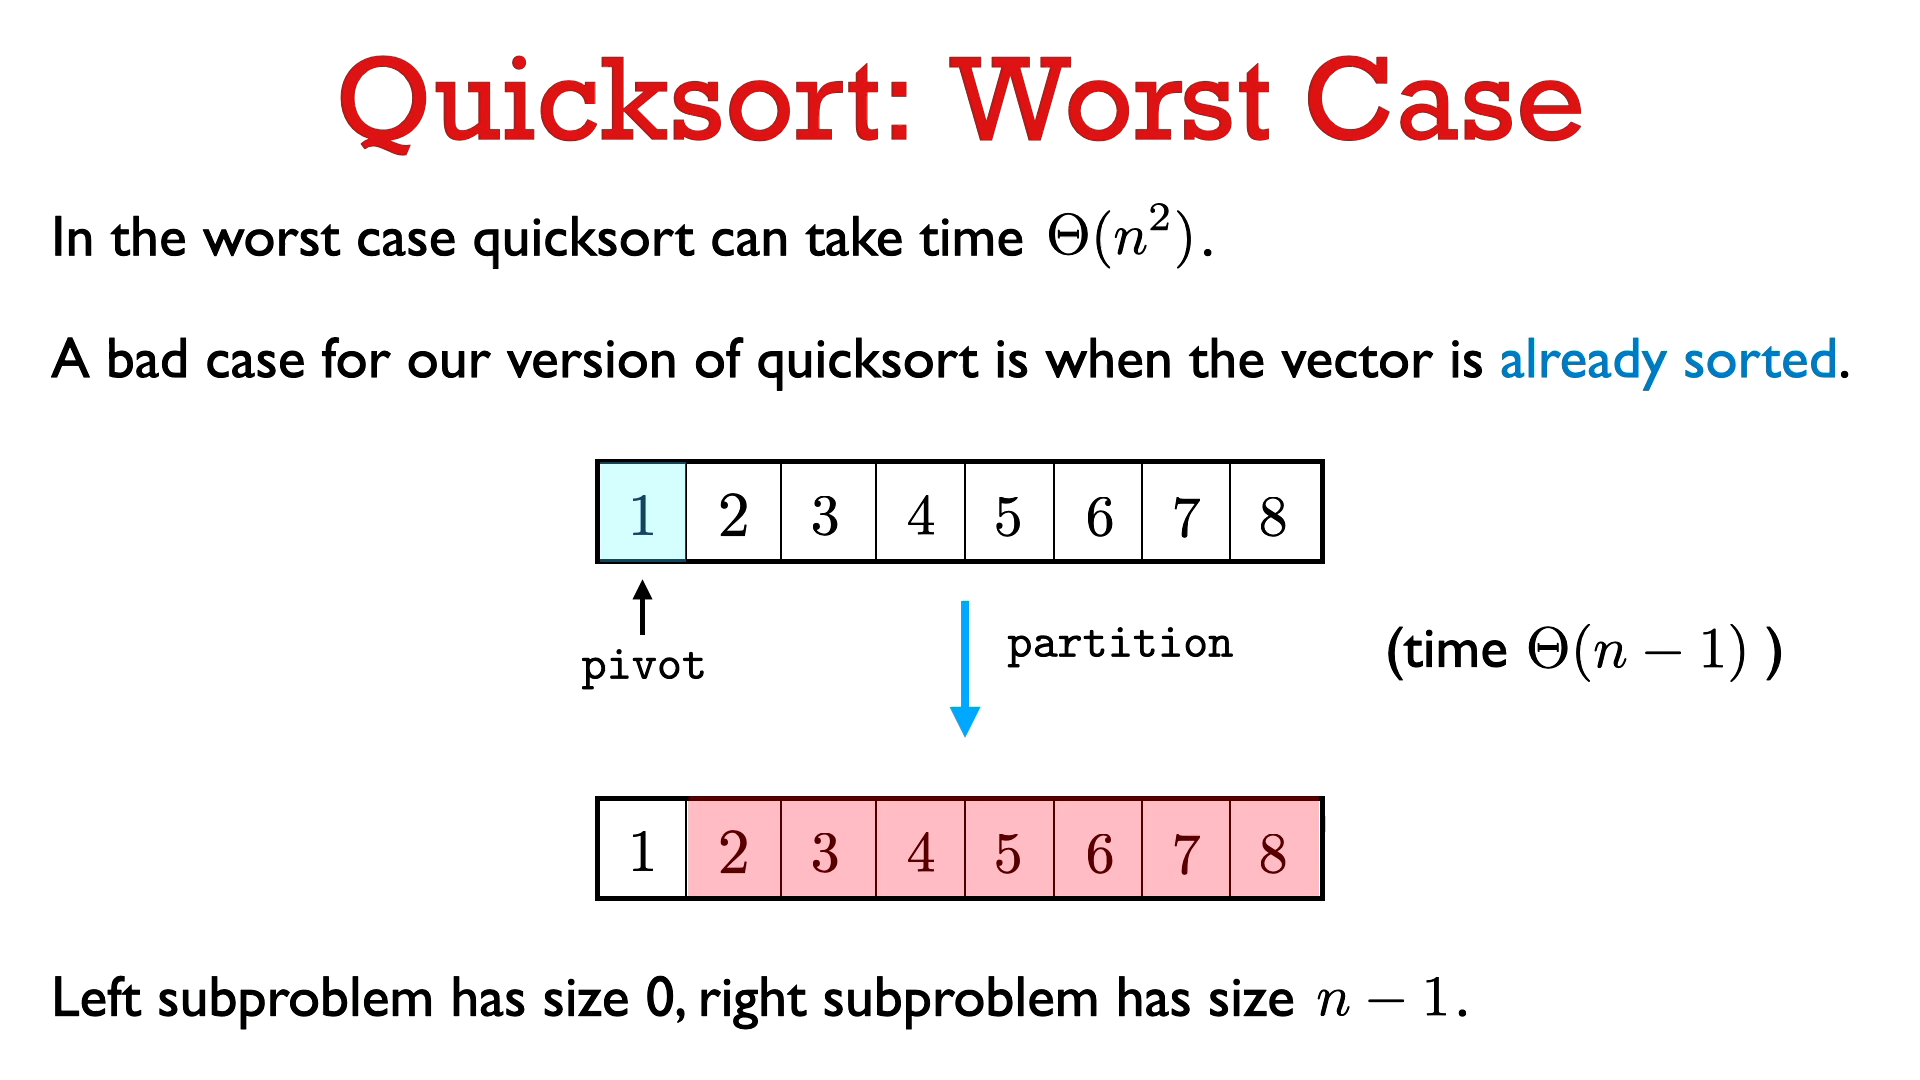 Quicksort: Worst Case
In the worst case quicksort can take time Θ(n²).
A bad case for our version of quicksort is when the vector is already sorted.
1 2 3 4 5 6 7 8
pivot
partition
(time Θ(n − 1) )
1 2 3 4 5 6 7 8
Left subproblem has size 0, right subproblem has size n − 1.